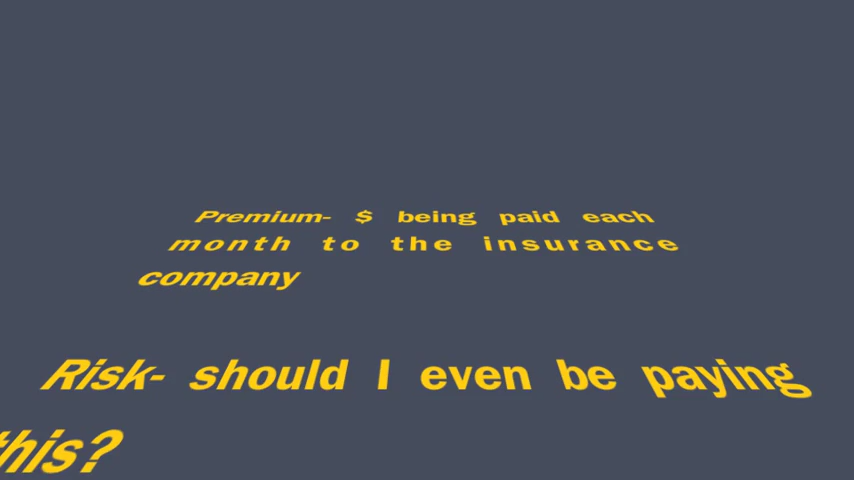 Premium- $ being paid each
month to the insurance
company
Risk- should I even be paying
this?